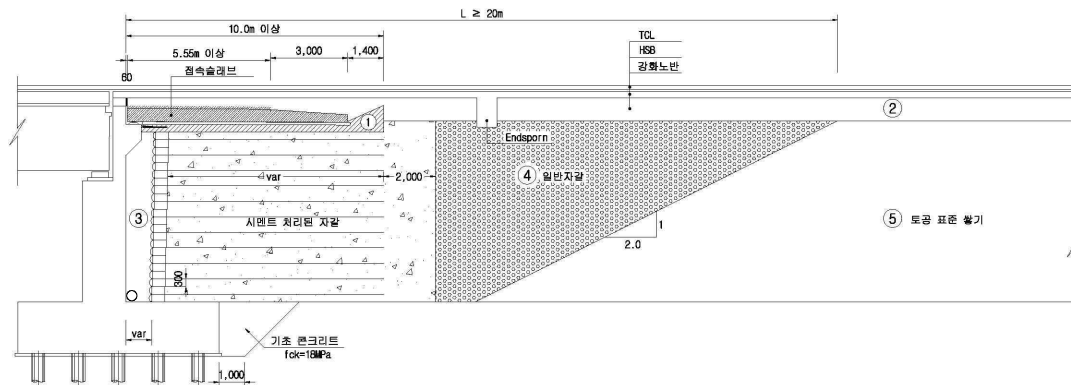 L ≥ 20m
10.0m 이상
TCL
5.55m 이상
3,000
1,400
HSB
접속슬래브
강화노반
60
②
①
Endsporn
④ 일반자갈
var
2,000
③
시멘트 처리된 자갈
⑤ 토공 표준 쌓기
1
2.0
300
var
기초 콘크리트
fck=18MPa
1,000